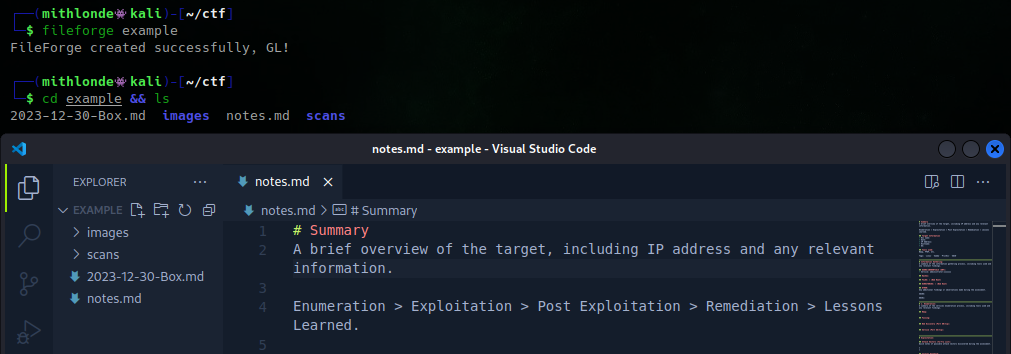 (mithlonde👾kali)-[~/ctf]
$ fileforge example
FileForge created successfully, GL!
(mithlonde👾kali)-[~/ctf]
$ cd example && ls
2023-12-30-Box.md images notes.md scans
notes.md - example - Visual Studio Code
EXPLORER ···
notes.md
EXAMPLE
notes.md > # Summary
images
scans
2023-12-30-Box.md
notes.md
1 # Summary
2 A brief overview of the target, including IP address and any relevant
information.
3
4 Enumeration > Exploitation > Post Exploitation > Remediation > Lessons
Learned.
5